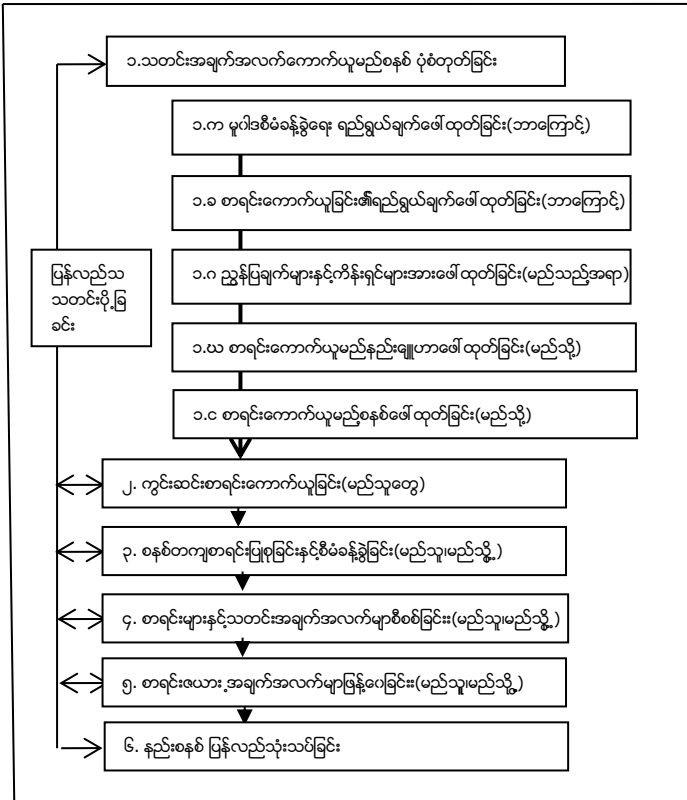 ၁.သတင်းအချက်အလက်ကောက်ယူမည်စနစ် ပုံစံတုတ်ခြင်း
၁.က မူဂါဒစီမံခန့်ခွဲရေး ရည်ရွယ်ချက်ဖေါ်ထုတ်ခြင်း(ဘာကြောင့်)
၁.ခ စာရင်းကောက်ယူခြင်း၏ရည်ရွယ်ချက်ဖေါ်ထုတ်ခြင်း(ဘာကြောင့်)
ပြန်လည်သ
သတင်းပို့ခြ
ခင်း
၁.ဂ ညွှန်ပြချက်များနှင့်ကိန်းရှင်များအားဖေါ်ထုတ်ခြင်း(မည်သည့်အရာ)
၁.ဃ စာရင်းကောက်ယူမည်နည်းဗျူဟာဖေါ်ထုတ်ခြင်း(မည်သို့)
၁.င စာရင်းကောက်ယူမည့်စနစ်ဖေါ်ထုတ်ခြင်း(မည်သို့)
၂. ကွင်းဆင်းစာရင်းကောက်ယူခြင်း(မည်သူတွေ)
၃. စနစ်တကျစာရင်းပြုစုခြင်းနှင့်စီမံခန့်ခွဲခြင်း(မည်သူ၊မည်သို့)
၄. စာရင်းများနှင့်သတင်းအချက်အလက်မျာစီစစ်ခြင်းး(မည်သူ၊မည်သို့)
၅. စာရင်းဇယား,အချက်အလက်မျာဖြန့်ဝေခြင်းး(မည်သူ၊မည်သို့)
၆. နည်းစနစ် ပြန်လည်သုံးသပ်ခြင်း